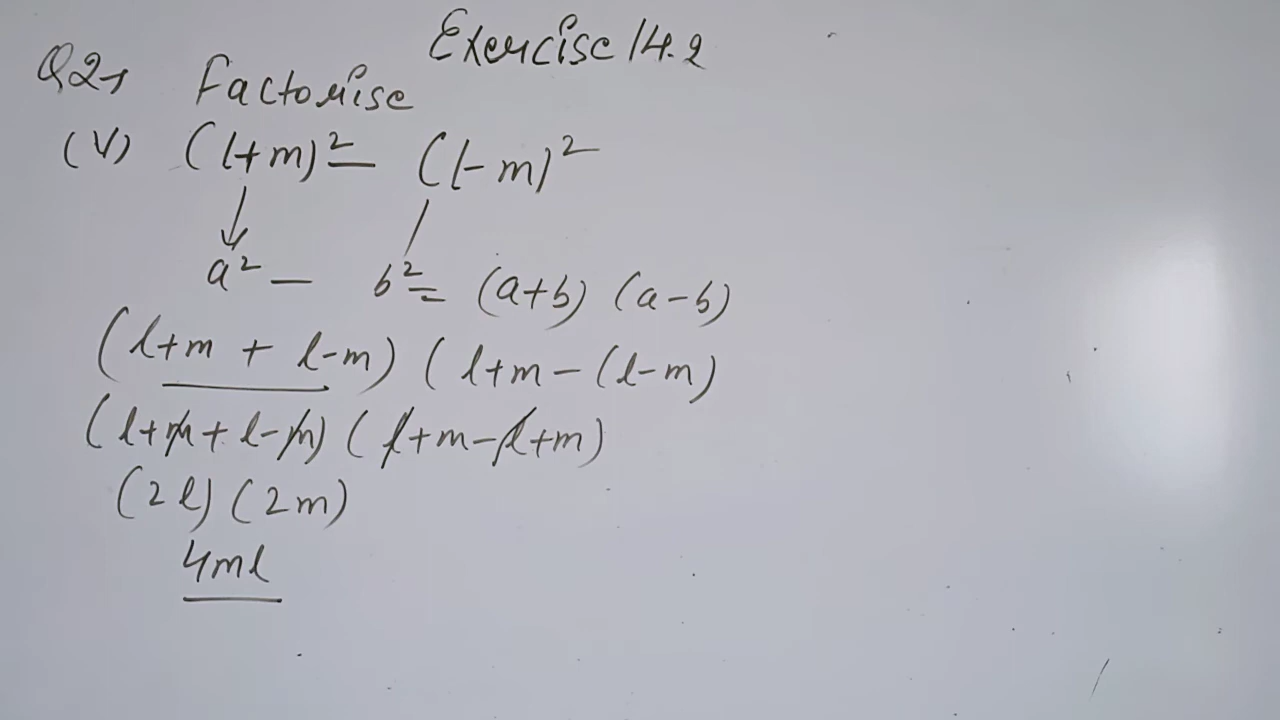 Exercise 14.2
Q2→ Factorise
(V) (l+m)² — (l-m)²
a² — b² = (a+b) (a-b)
(l+m + l-m) (l+m-(l-m)
(l+m+l-m) (l+m-l+m)
(2l) (2m)
4ml